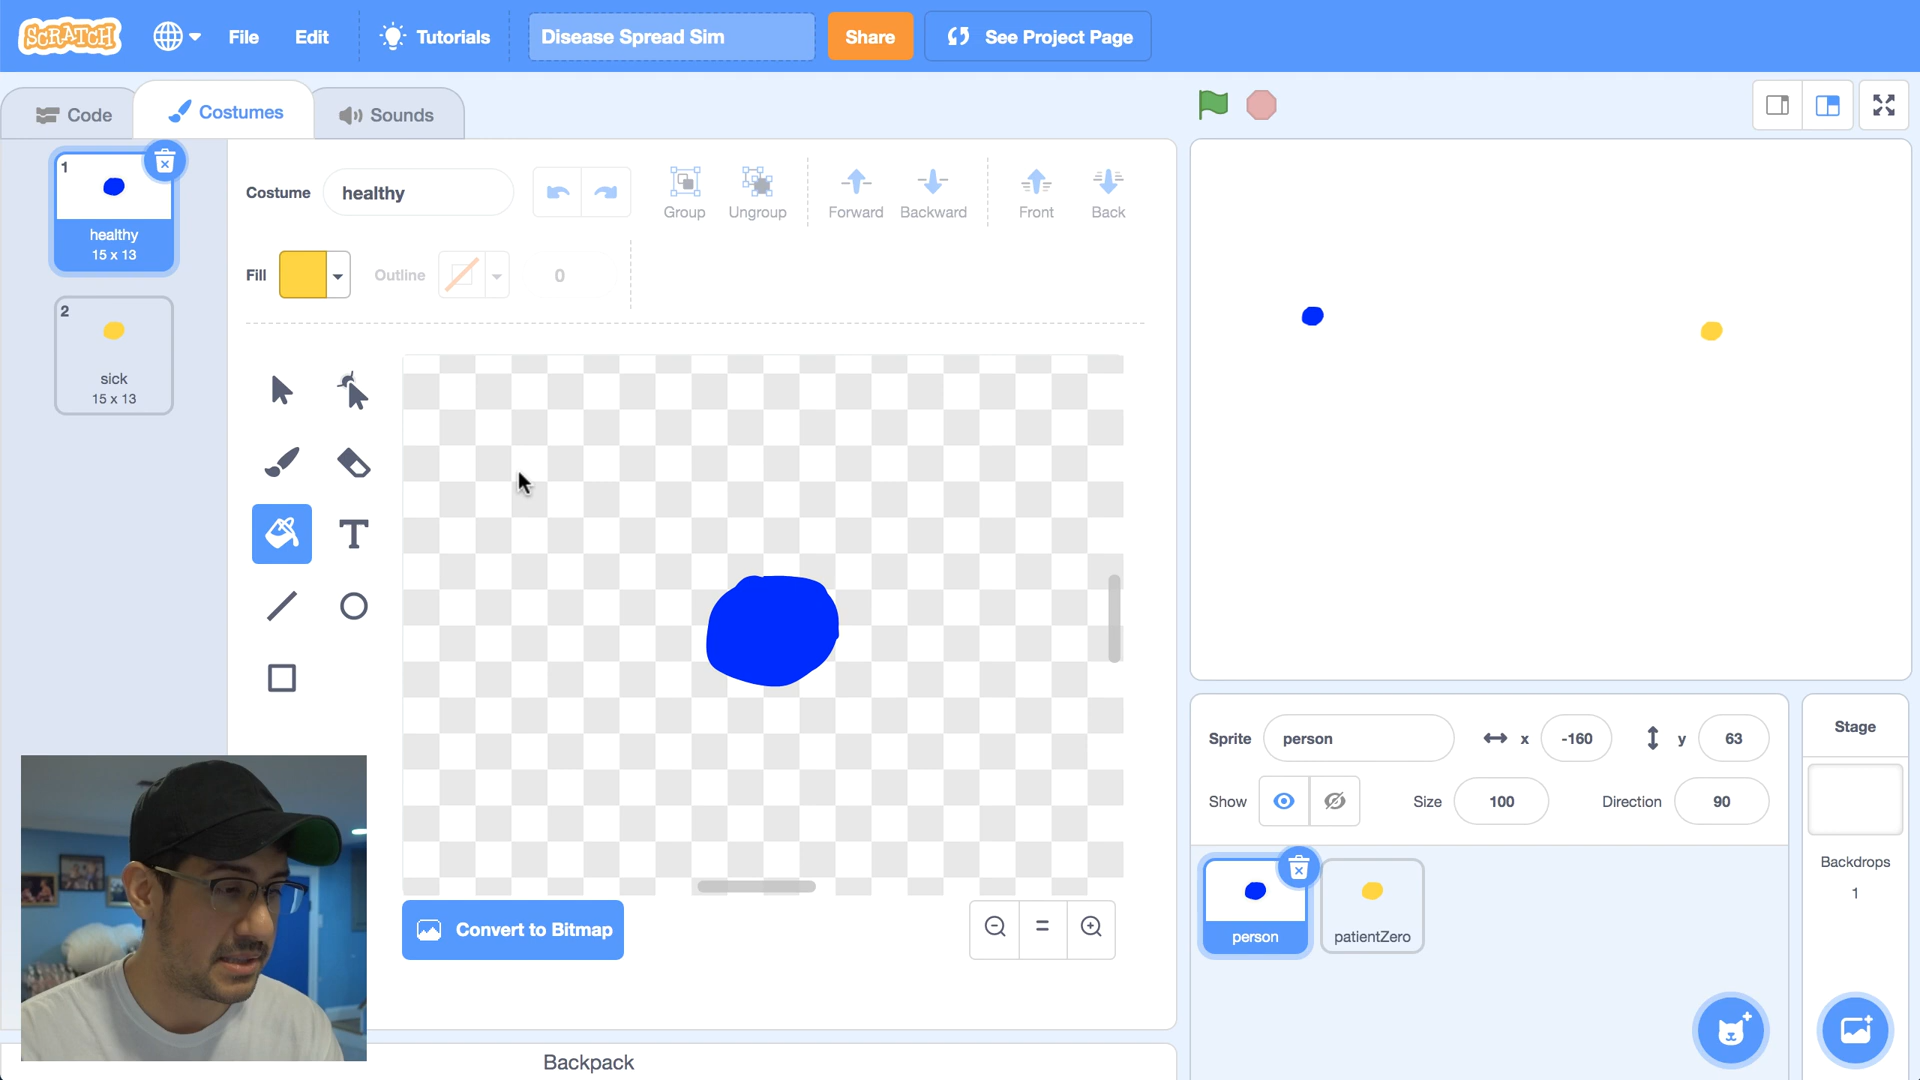 SCRATCH File Edit Tutorials Disease Spread Sim Share See Project Page
Code Costumes Sounds
1
healthy
15 x 13
2
sick
15 x 13
Costume healthy
Group Ungroup Forward Backward Front Back
Fill Outline 0
Convert to Bitmap
Backpack
Sprite person x -160 y 63
Show Size 100 Direction 90
person patientZero
Stage
Backdrops
1